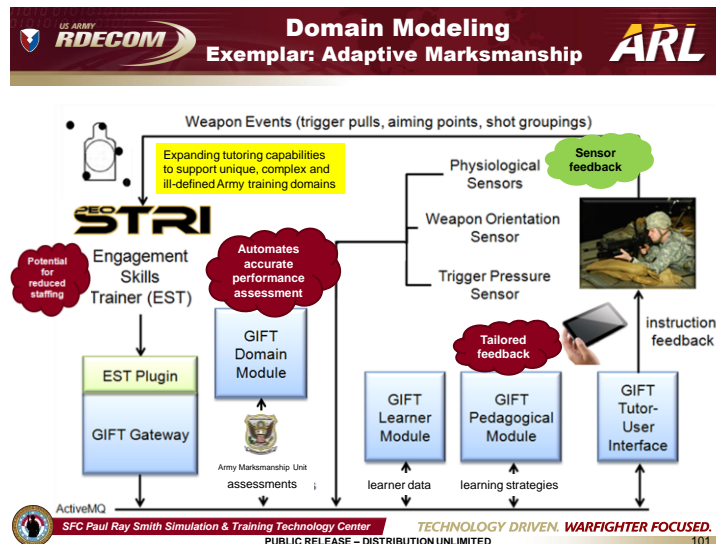 US ARMY
RDECOM
Domain Modeling
Exemplar: Adaptive Marksmanship
ARL
Weapon Events (trigger pulls, aiming points, shot groupings)
Expanding tutoring capabilities
to support unique, complex and
ill-defined Army training domains
Sensor
feedback
Physiological
Sensors
Weapon Orientation
Sensor
Trigger Pressure
Sensor
PEO
STRI
Engagement
Skills
Trainer (EST)
Potential
for
reduced
staffing
Automates
accurate
performance
assessment
Tailored
feedback
instruction
feedback
EST Plugin
GIFT Gateway
GIFT
Domain
Module
GIFT
Learner
Module
GIFT
Pedagogical
Module
GIFT
Tutor-
User
Interface
Army Marksmanship Unit
assessments ;
learner data
learning strategies
ActiveMQ
SFC Paul Ray Smith Simulation & Training Technology Center
TECHNOLOGY DRIVEN. WARFIGHTER FOCUSED.
PUBLIC RELEASE – DISTRIBUTION UNLIMITED
101